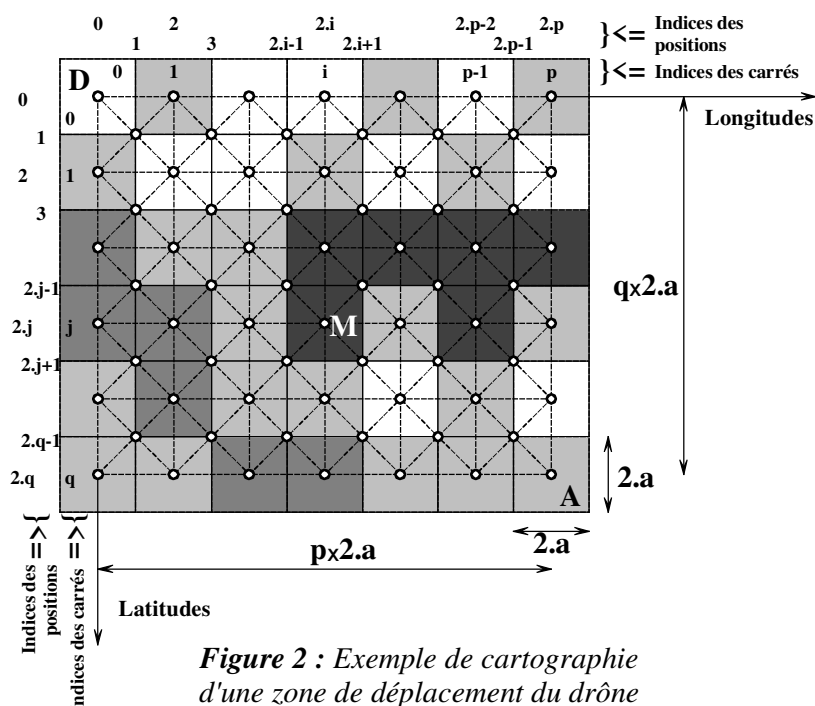 0 2 2.i 2.p-2 2.p
}<= Indices des
positions
1 3 2.i-1 2.i+1 2.p-1
D 0 1 i p-1 p
}<= Indices des carrés
0
Longitudes
0
1
2 1
3
q×2.a
2.j-1
2.j j M
2.j+1
2.q-1
2.q q A
2.a
p×2.a 2.a
Indices des
positions
=>{
ndices des carrés =>{
Latitudes
Figure 2 : Exemple de cartographie
d'une zone de déplacement du drône